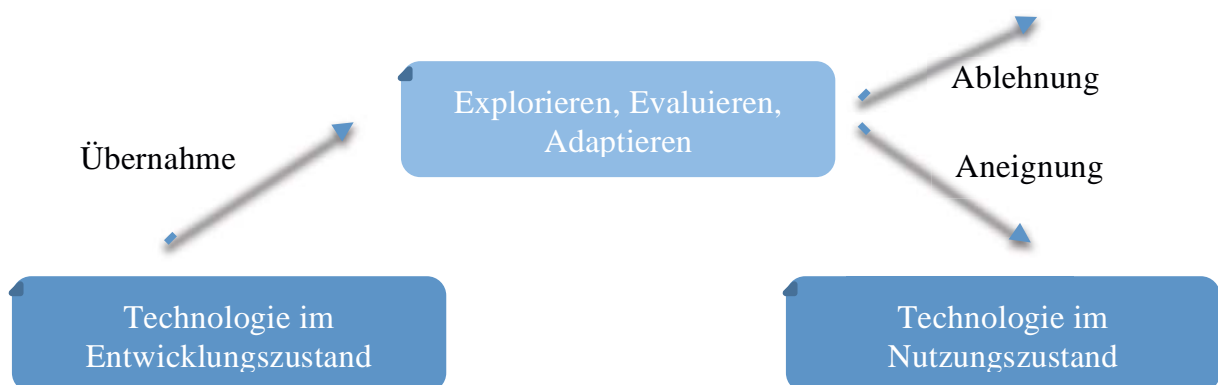 Ablehnung
Explorieren, Evaluieren,
Adaptieren
Übernahme
Aneignung
Technologie im
Entwicklungszustand
Technologie im
Nutzungszustand